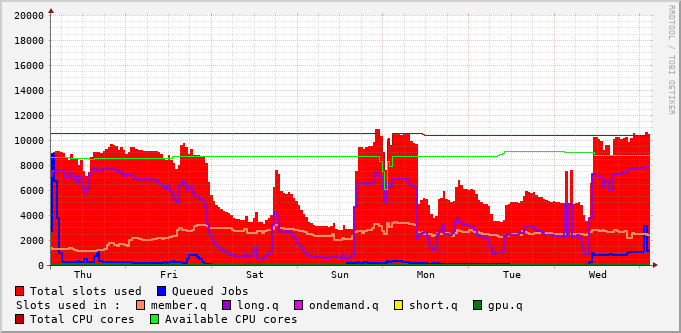 RRDTOOL / TOBI OETIKER
20000
18000
16000
14000
12000
10000
8000
6000
4000
2000
0
Thu Fri Sat Sun Mon Tue Wed
Total slots used Queued Jobs
Slots used in : member.q long.q ondemand.q short.q gpu.q
Total CPU cores Available CPU cores